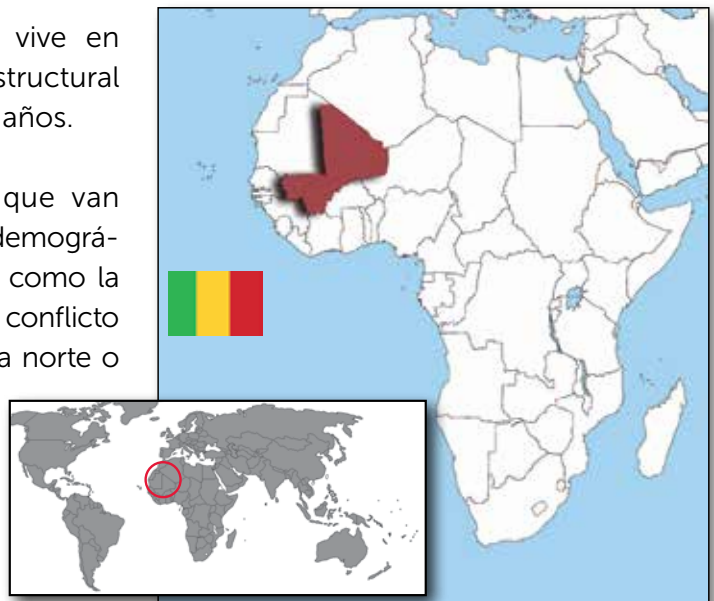 vive en
structural
años.
que van
demográ-
como la
conflicto
a norte o